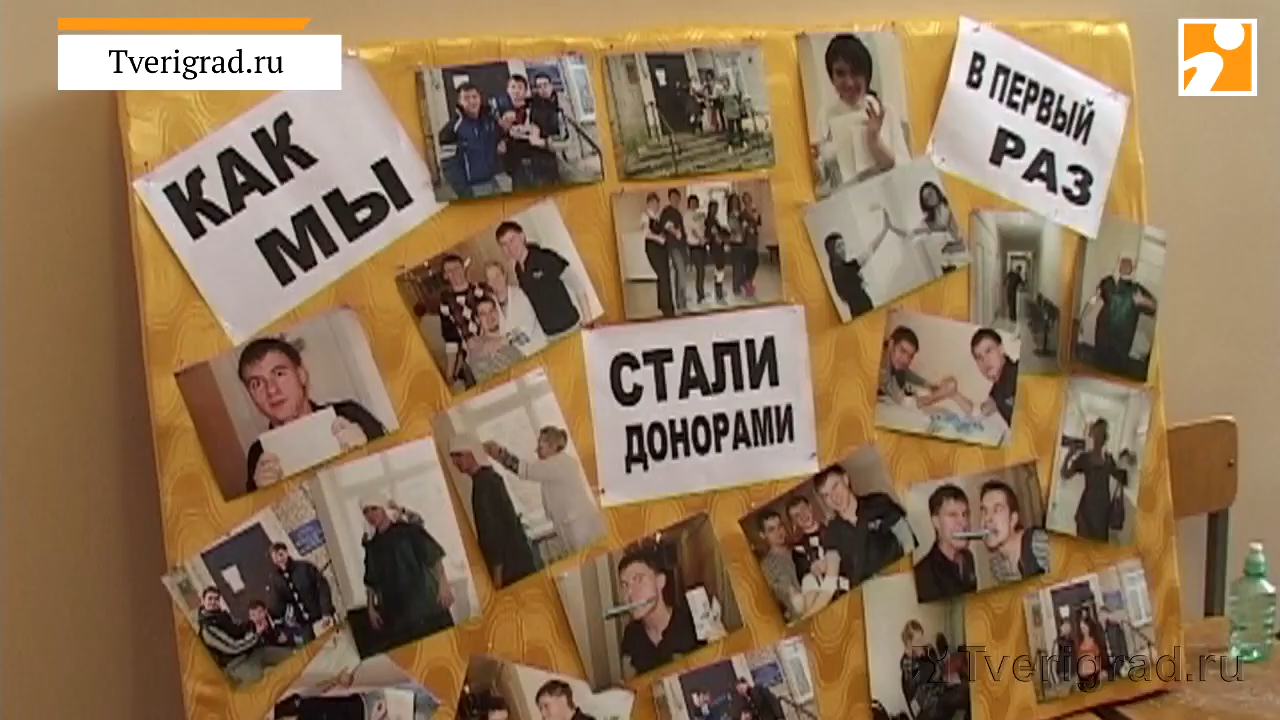 Tverigrad.ru
КАК
МЫ
В ПЕРВЫЙ
РАЗ
СТАЛИ
ДОНОРАМИ
Tverigrad.ru